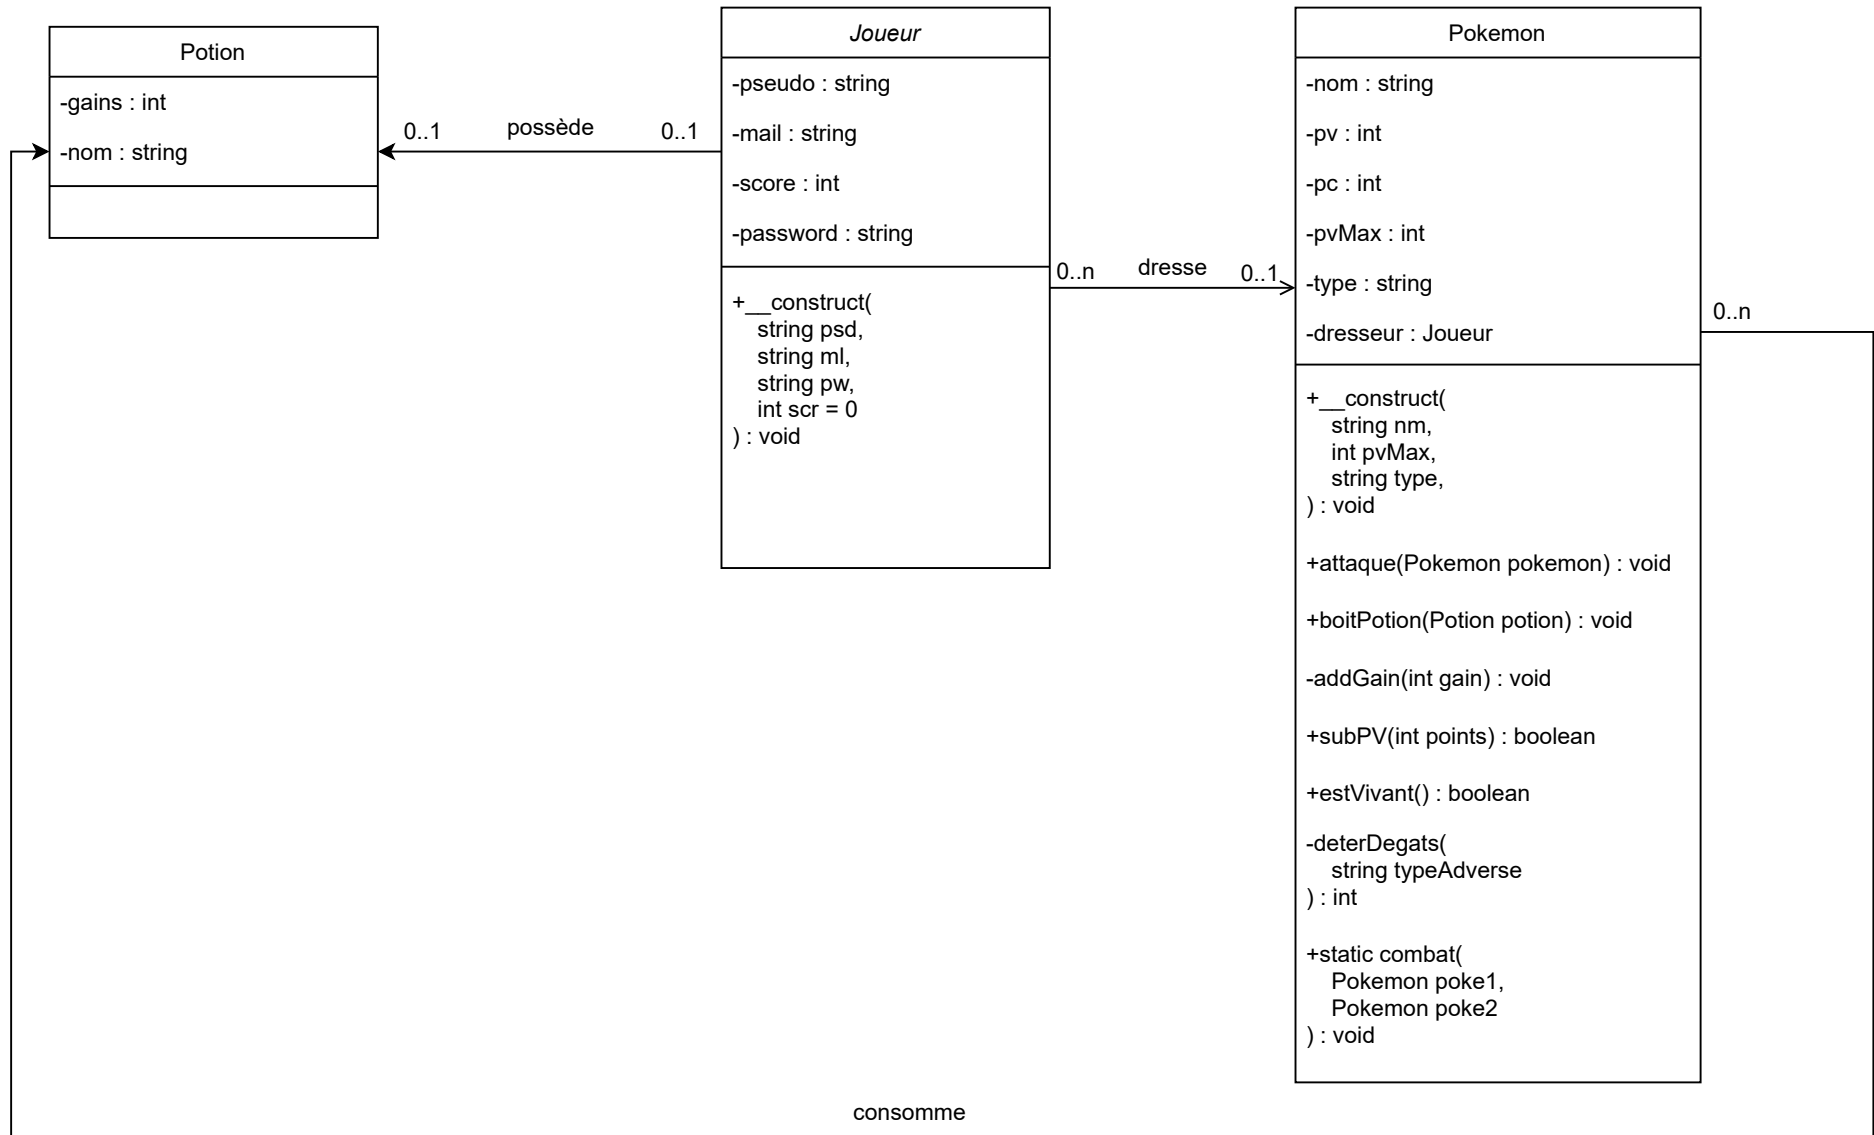 Potion
-gains : int
-nom : string
0..1
possède
0..1
Joueur
-pseudo : string
-mail : string
-score : int
-password : string
+__construct(
string psd,
string ml,
string pw,
int scr = 0
) : void
0..n
dresse
0..1
Pokemon
-nom : string
-pv : int
-pc : int
-pvMax : int
-type : string
-dresseur : Joueur
+__construct(
string nm,
int pvMax,
string type,
) : void
+attaque(Pokemon pokemon) : void
+boitPotion(Potion potion) : void
-addGain(int gain) : void
+subPV(int points) : boolean
+estVivant() : boolean
-deterDegats(
string typeAdverse
) : int
+static combat(
Pokemon poke1,
Pokemon poke2
) : void
0..n
consomme